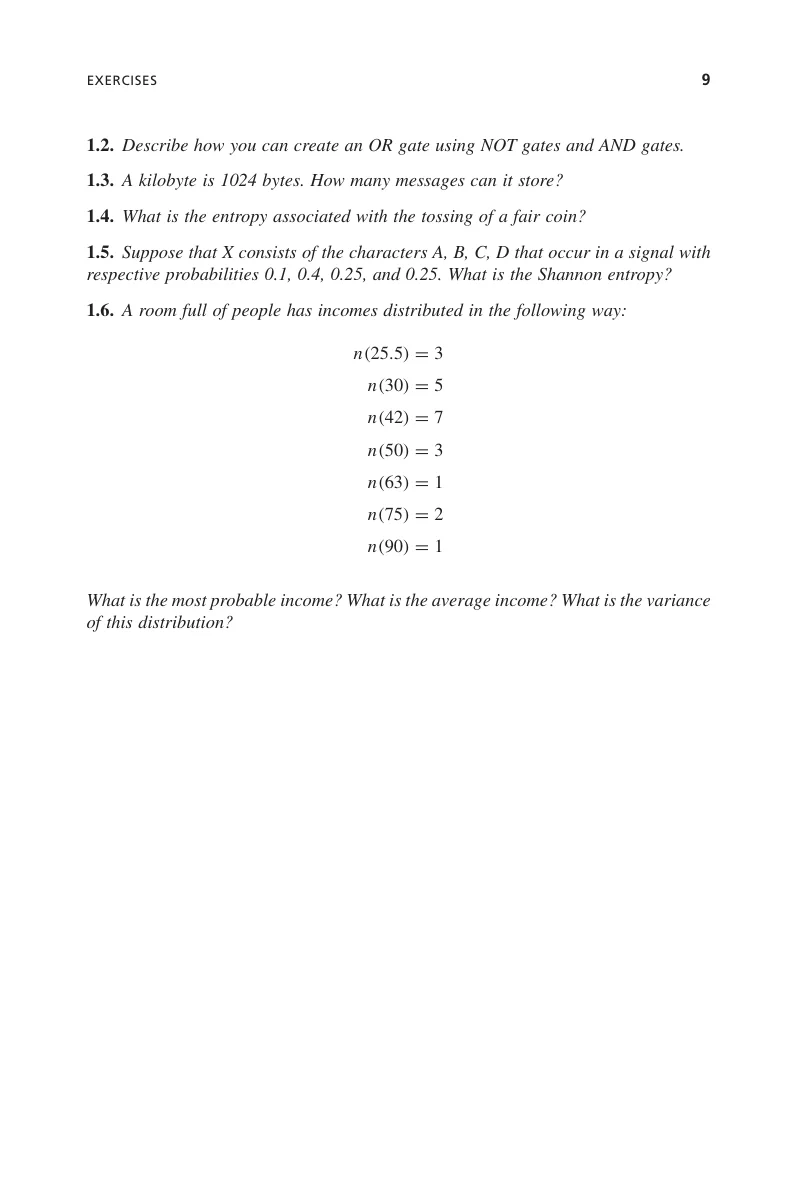 EXERCISES 9
1.2. Describe how you can create an OR gate using NOT gates and AND gates.
1.3. A kilobyte is 1024 bytes. How many messages can it store?
1.4. What is the entropy associated with the tossing of a fair coin?
1.5. Suppose that X consists of the characters A, B, C, D that occur in a signal with
respective probabilities 0.1, 0.4, 0.25, and 0.25. What is the Shannon entropy?
1.6. A room full of people has incomes distributed in the following way:
n(25.5) = 3
n(30) = 5
n(42) = 7
n(50) = 3
n(63) = 1
n(75) = 2
n(90) = 1
What is the most probable income? What is the average income? What is the variance
of this distribution?